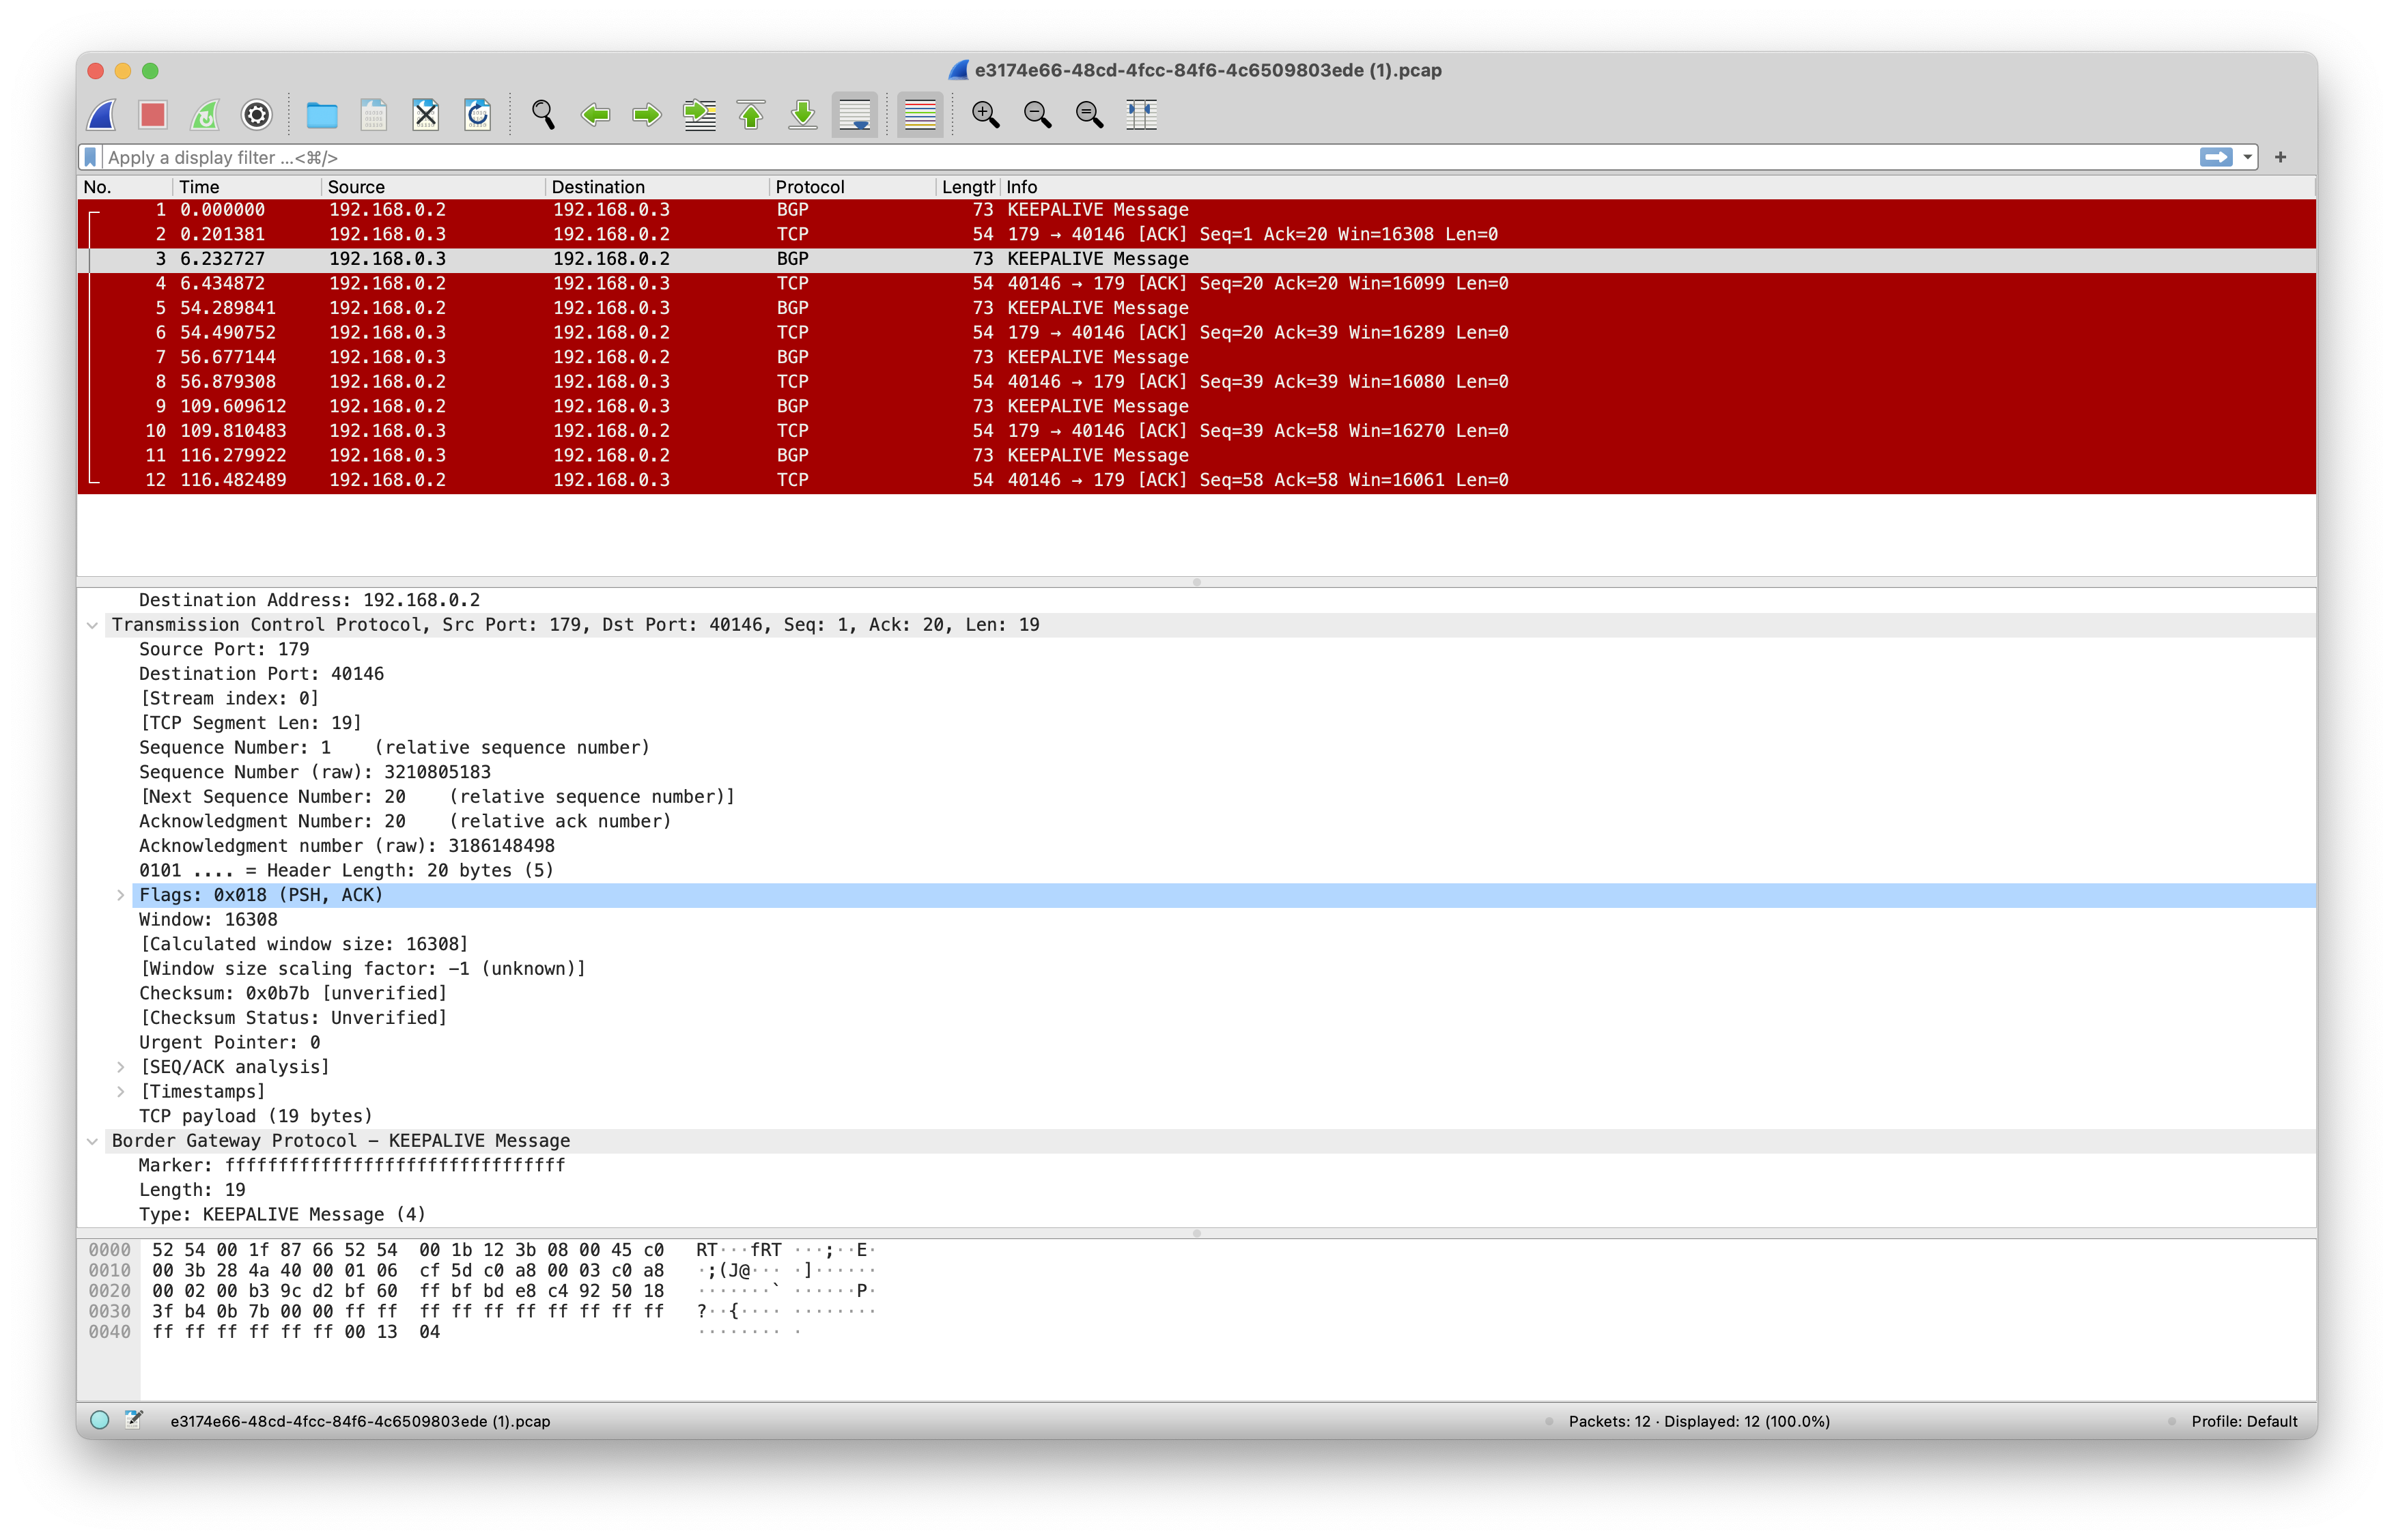 e3174e66-48cd-4fcc-84f6-4c6509803ede (1).pcap
Apply a display filter ...<⌘/>
No. Time Source Destination Protocol Length Info
1 0.000000 192.168.0.2 192.168.0.3 BGP 73 KEEPALIVE Message
2 0.201381 192.168.0.3 192.168.0.2 TCP 54 179 → 40146 [ACK] Seq=1 Ack=20 Win=16308 Len=0
3 6.232727 192.168.0.3 192.168.0.2 BGP 73 KEEPALIVE Message
4 6.434872 192.168.0.2 192.168.0.3 TCP 54 40146 → 179 [ACK] Seq=20 Ack=20 Win=16099 Len=0
5 54.289841 192.168.0.2 192.168.0.3 BGP 73 KEEPALIVE Message
6 54.490752 192.168.0.3 192.168.0.2 TCP 54 179 → 40146 [ACK] Seq=20 Ack=39 Win=16289 Len=0
7 56.677144 192.168.0.3 192.168.0.2 BGP 73 KEEPALIVE Message
8 56.879308 192.168.0.2 192.168.0.3 TCP 54 40146 → 179 [ACK] Seq=39 Ack=39 Win=16080 Len=0
9 109.609612 192.168.0.2 192.168.0.3 BGP 73 KEEPALIVE Message
10 109.810483 192.168.0.3 192.168.0.2 TCP 54 179 → 40146 [ACK] Seq=39 Ack=58 Win=16270 Len=0
11 116.279922 192.168.0.3 192.168.0.2 BGP 73 KEEPALIVE Message
12 116.482489 192.168.0.2 192.168.0.3 TCP 54 40146 → 179 [ACK] Seq=58 Ack=58 Win=16061 Len=0
Destination Address: 192.168.0.2
Transmission Control Protocol, Src Port: 179, Dst Port: 40146, Seq: 1, Ack: 20, Len: 19
Source Port: 179
Destination Port: 40146
[Stream index: 0]
[TCP Segment Len: 19]
Sequence Number: 1    (relative sequence number)
Sequence Number (raw): 3210805183
[Next Sequence Number: 20    (relative sequence number)]
Acknowledgment Number: 20    (relative ack number)
Acknowledgment number (raw): 3186148498
0101 .... = Header Length: 20 bytes (5)
Flags: 0x018 (PSH, ACK)
Window: 16308
[Calculated window size: 16308]
[Window size scaling factor: -1 (unknown)]
Checksum: 0x0b7b [unverified]
[Checksum Status: Unverified]
Urgent Pointer: 0
[SEQ/ACK analysis]
[Timestamps]
TCP payload (19 bytes)
Border Gateway Protocol – KEEPALIVE Message
Marker: ffffffffffffffffffffffffffffffff
Length: 19
Type: KEEPALIVE Message (4)
0000 52 54 00 1f 87 66 52 54 00 1b 12 3b 08 00 45 c0 RT···fRT ···;··E·
0010 00 3b 28 4a 40 00 01 06 cf 5d c0 a8 00 03 c0 a8 ·;(J@··· ·]······
0020 00 02 00 b3 9c d2 bf 60 ff bf bd e8 c4 92 50 18 ·······` ······P·
0030 3f b4 0b 7b 00 00 ff ff ff ff ff ff ff ff ff ff ?··{···· ········
0040 ff ff ff ff ff ff 00 13 04 ········ ·
e3174e66-48cd-4fcc-84f6-4c6509803ede (1).pcap Packets: 12 · Displayed: 12 (100.0%) Profile: Default